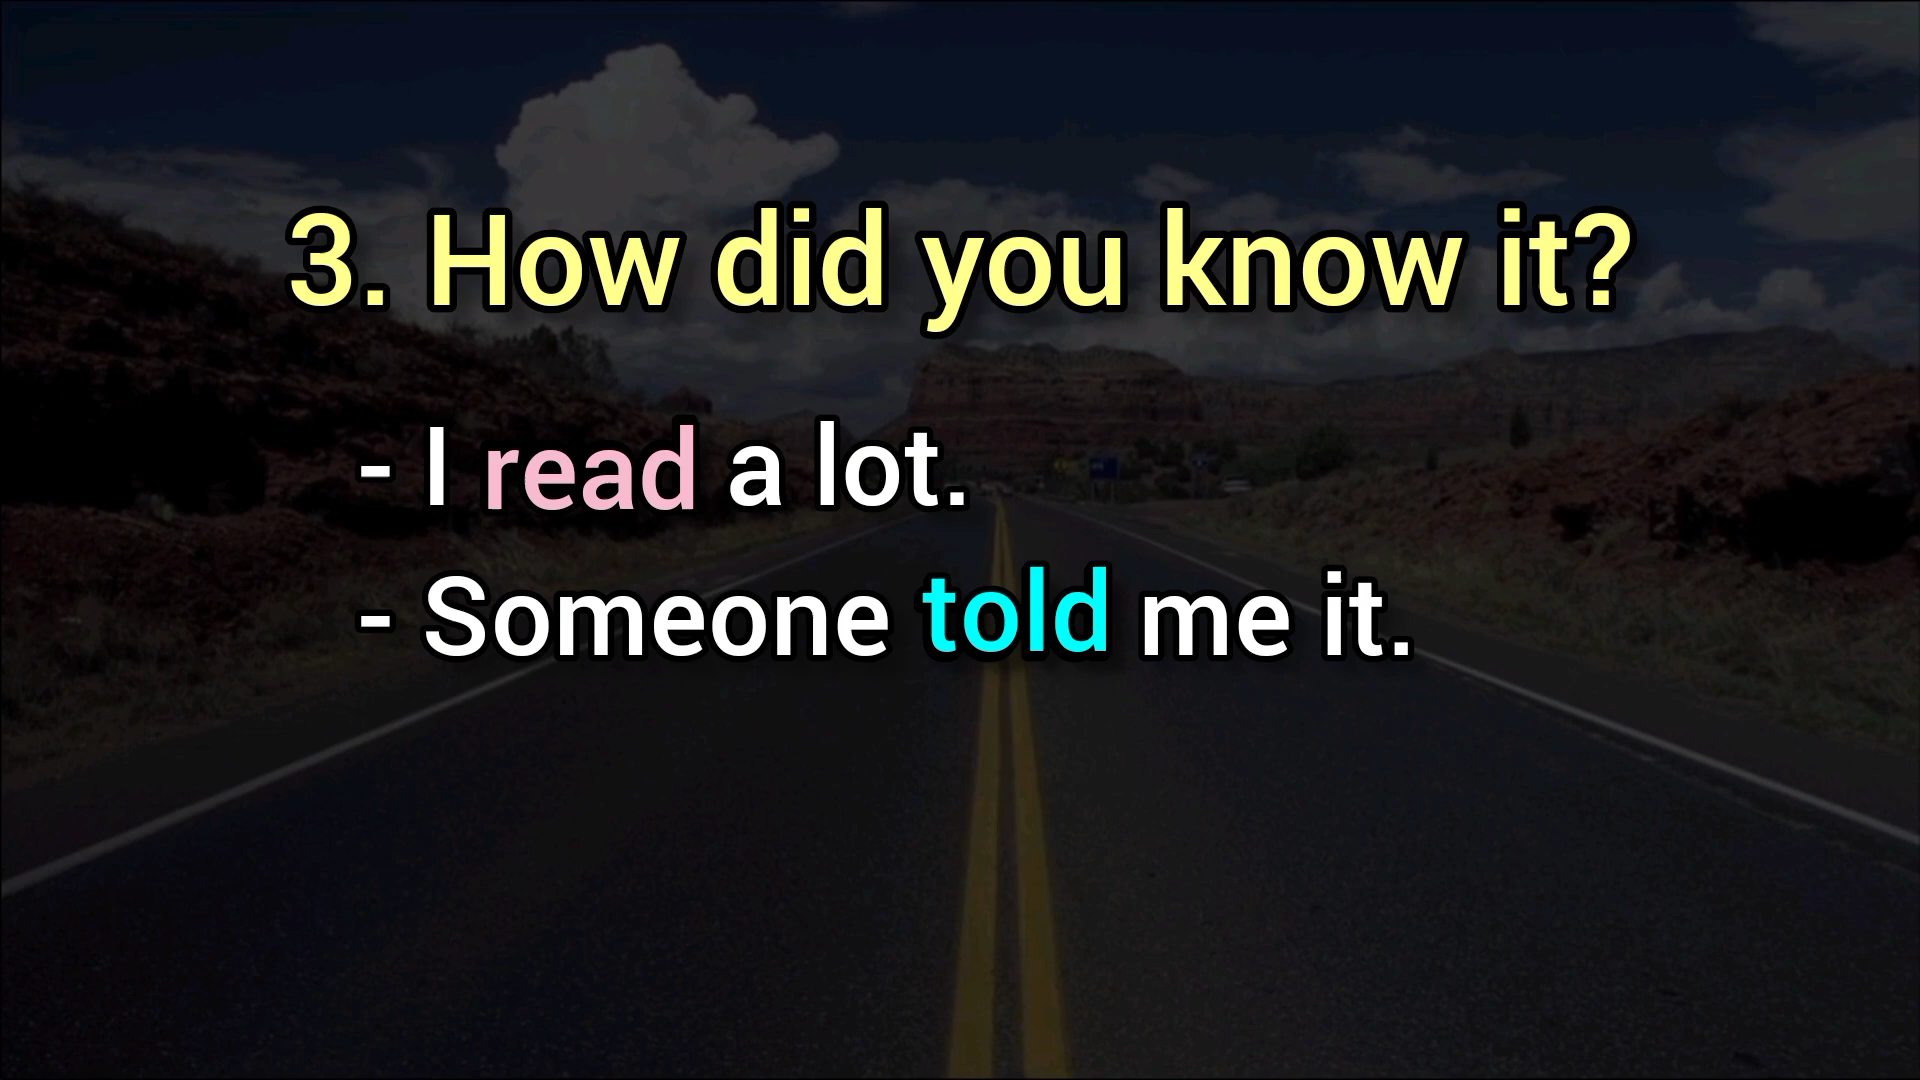 3. How did you know it?
- I read a lot.
- Someone told me it.